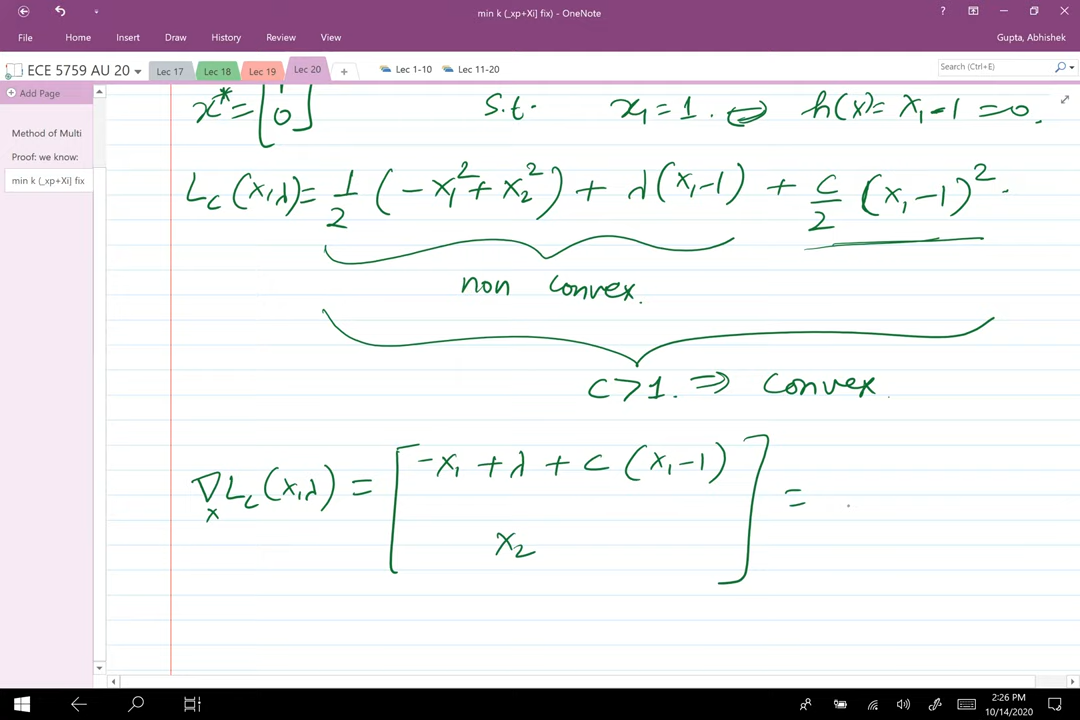 min k (_xp+Xi] fix) - OneNote
File Home Insert Draw History Review View
Gupta, Abhishek
ECE 5759 AU 20
Lec 17 Lec 18 Lec 19 Lec 20 + Lec 1-10 Lec 11-20
Search (Ctrl+E)
Add Page
Method of Multi
Proof: we know:
min k (_xp+Xi] fix
x* = [1 0] s.t. x₁ = 1. ⇔ h(x) = x₁ - 1 = 0.
L_c (x,λ) = 1/2 (-x₁² + x₂²) + λ(x₁-1) + c/2 (x₁-1)².
non convex.
c > 1. ⇒ convex.
∇_x L_c (x,λ) = [-x₁ + λ + c (x₁-1)
x₂] =
2:26 PM
10/14/2020